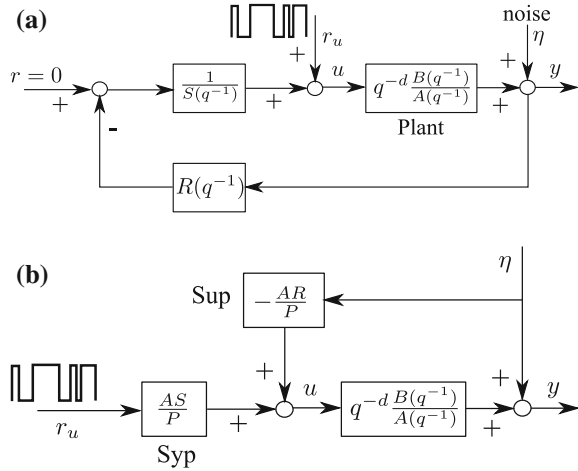 (a)
noise
r_u
η
r = 0
+
1/S(q^{-1})
+
+
u
q^{-d} B(q^{-1})/A(q^{-1})
+
+
y
-
Plant
R(q^{-1})
(b)
η
Sup
-AR/P
+
r_u
AS/P
+
u
q^{-d} B(q^{-1})/A(q^{-1})
+
+
y
Syp